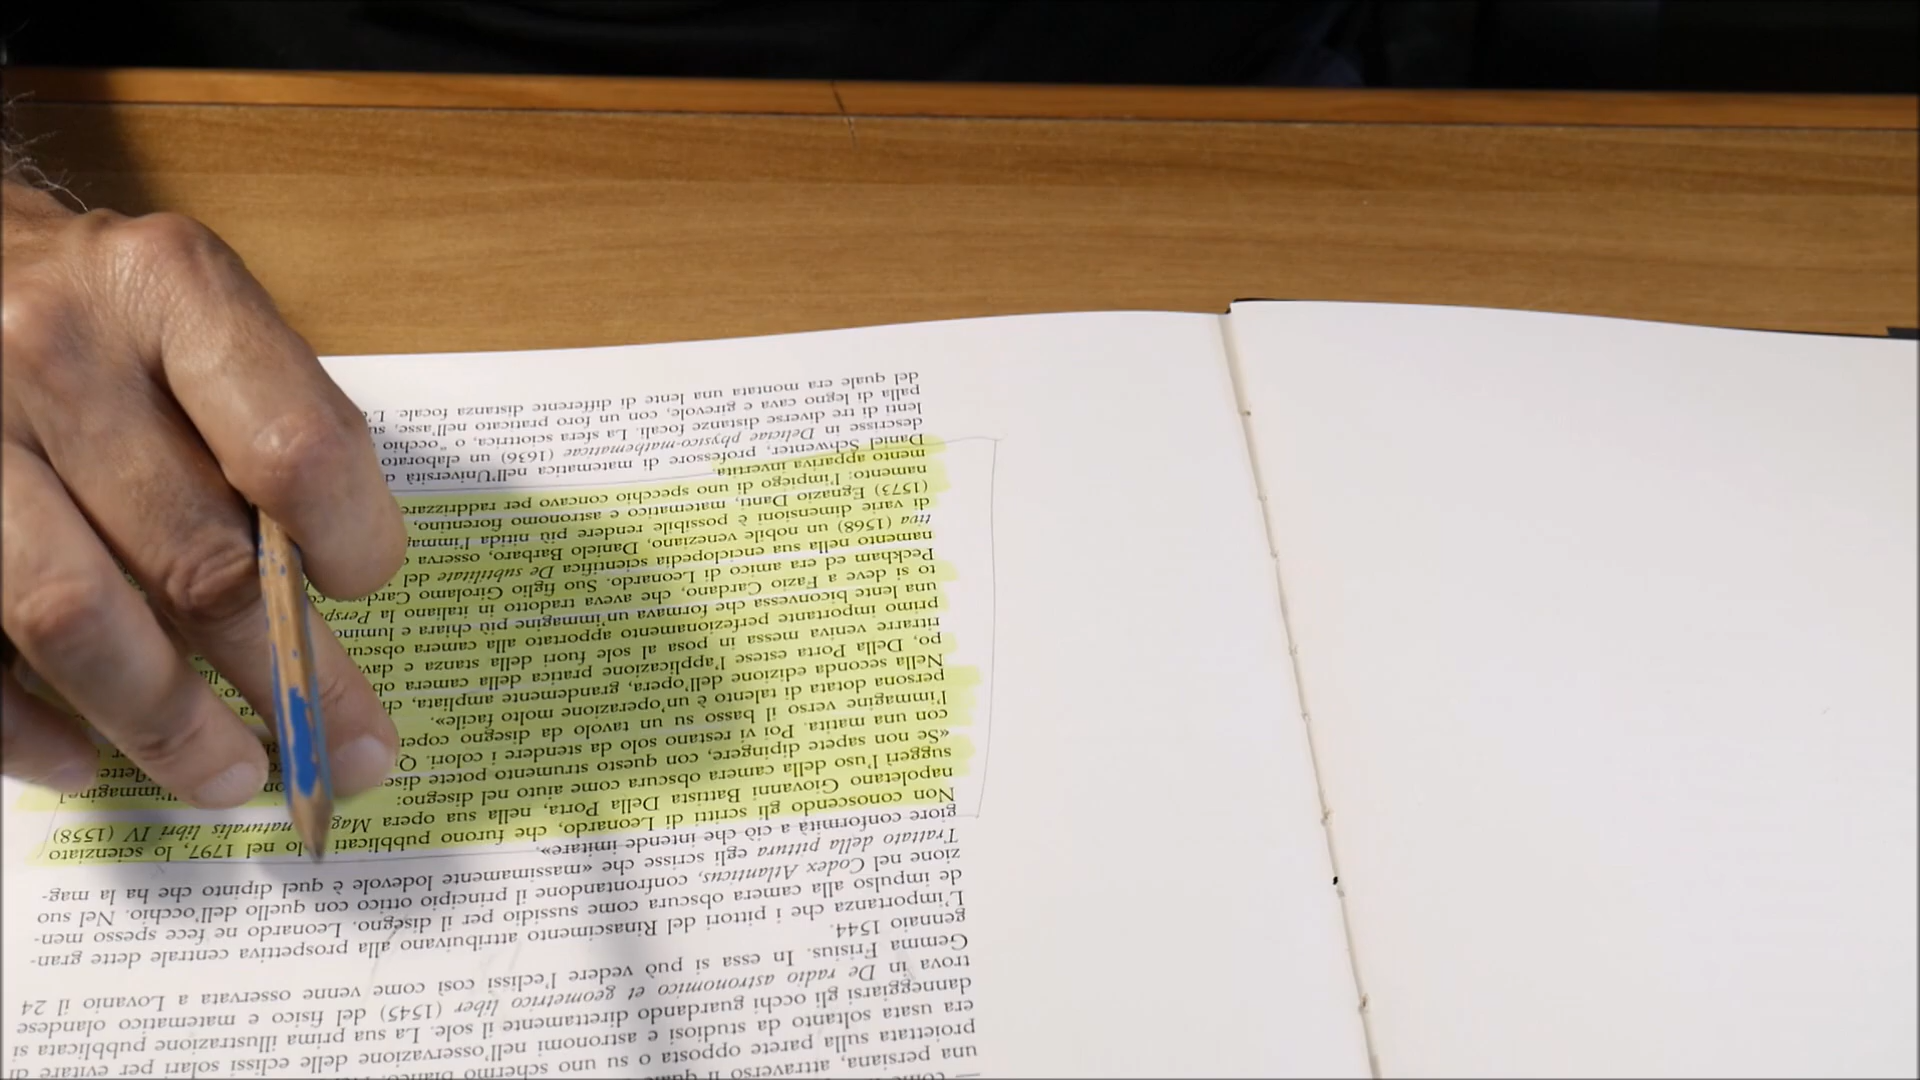 — come
una persiana, attraverso il qua
proiettata sulla parete opposta o su uno schermo bianco.
era usata soltanto da studiosi e astronomi nell'osservazione delle eclissi solari per evitare di
danneggiarsi gli occhi guardando direttamente il sole. La sua prima illustrazione pubblicata si
trova in De radio astronomico et geometrico liber (1545) del fisico e matematico olandese
Gemma Frisius. In essa si può vedere l'eclissi così come venne osservata a Lovanio il 24
gennaio 1544.
L'importanza che i pittori del Rinascimento attribuivano alla prospettiva centrale dette gran-
de impulso alla camera obscura come sussidio per il disegno. Leonardo ne fece spesso men-
zione nel Codex Atlanticus, confrontandone il principio ottico con quello dell'occhio. Nel suo
Trattato della pittura egli scrisse che «massimamente lodevole è quel dipinto che ha la mag-
giore conformità a ciò che intende imitare».
Non conoscendo gli scritti di Leonardo, che furono pubblicati lo nel 1797, lo scienziato
napoletano Giovanni Battista Della Porta, nella sua opera Mag naturalis libri IV (1558)
suggerì l'uso della camera obscura come aiuto nel disegno:
«Se non sapete dipingere, con questo strumento potete dise l'immagine
con una matita. Poi vi restano solo da stendere i colori. Q
l'immagine verso il basso su un tavolo da disegno coper
persona dotata di talento è un'operazione molto facile».
Nella seconda edizione dell'opera, grandemente ampliata, ch
po, Della Porta estese l'applicazione pratica della camera ob
ritrarre veniva messa in posa al sole fuori della stanza e dav
primo importante perfezionamento apportato alla camera obscu
una lente biconvessa che formava un'immagine più chiara e lumino
to si deve a Fazio Cardano, che aveva tradotto in italiano la Persp
Peckham ed era amico di Leonardo. Suo figlio Girolamo Cardan
namento nella sua enciclopedia scientifica De subtilitate del
tiva (1568) un nobile veneziano, Daniele Barbaro, osserva
di varie dimensioni è possibile rendere più nitida l'immag
(1573) Egnazio Danti, matematico e astronomo fiorentino,
namento: l'impiego di uno specchio concavo per raddrizzare
mento appariva invertita.
Daniel Schwenter, professore di matematica nell'Università d
descrisse in Deliciae physico-mathematicae (1636) un elaborato
lenti di tre diverse distanze focali. La sfera sciottrica, o "occhio
palla di legno cava e girevole, con un foro praticato nell'asse, su
del quale era montata una lente di differente distanza focale. L'